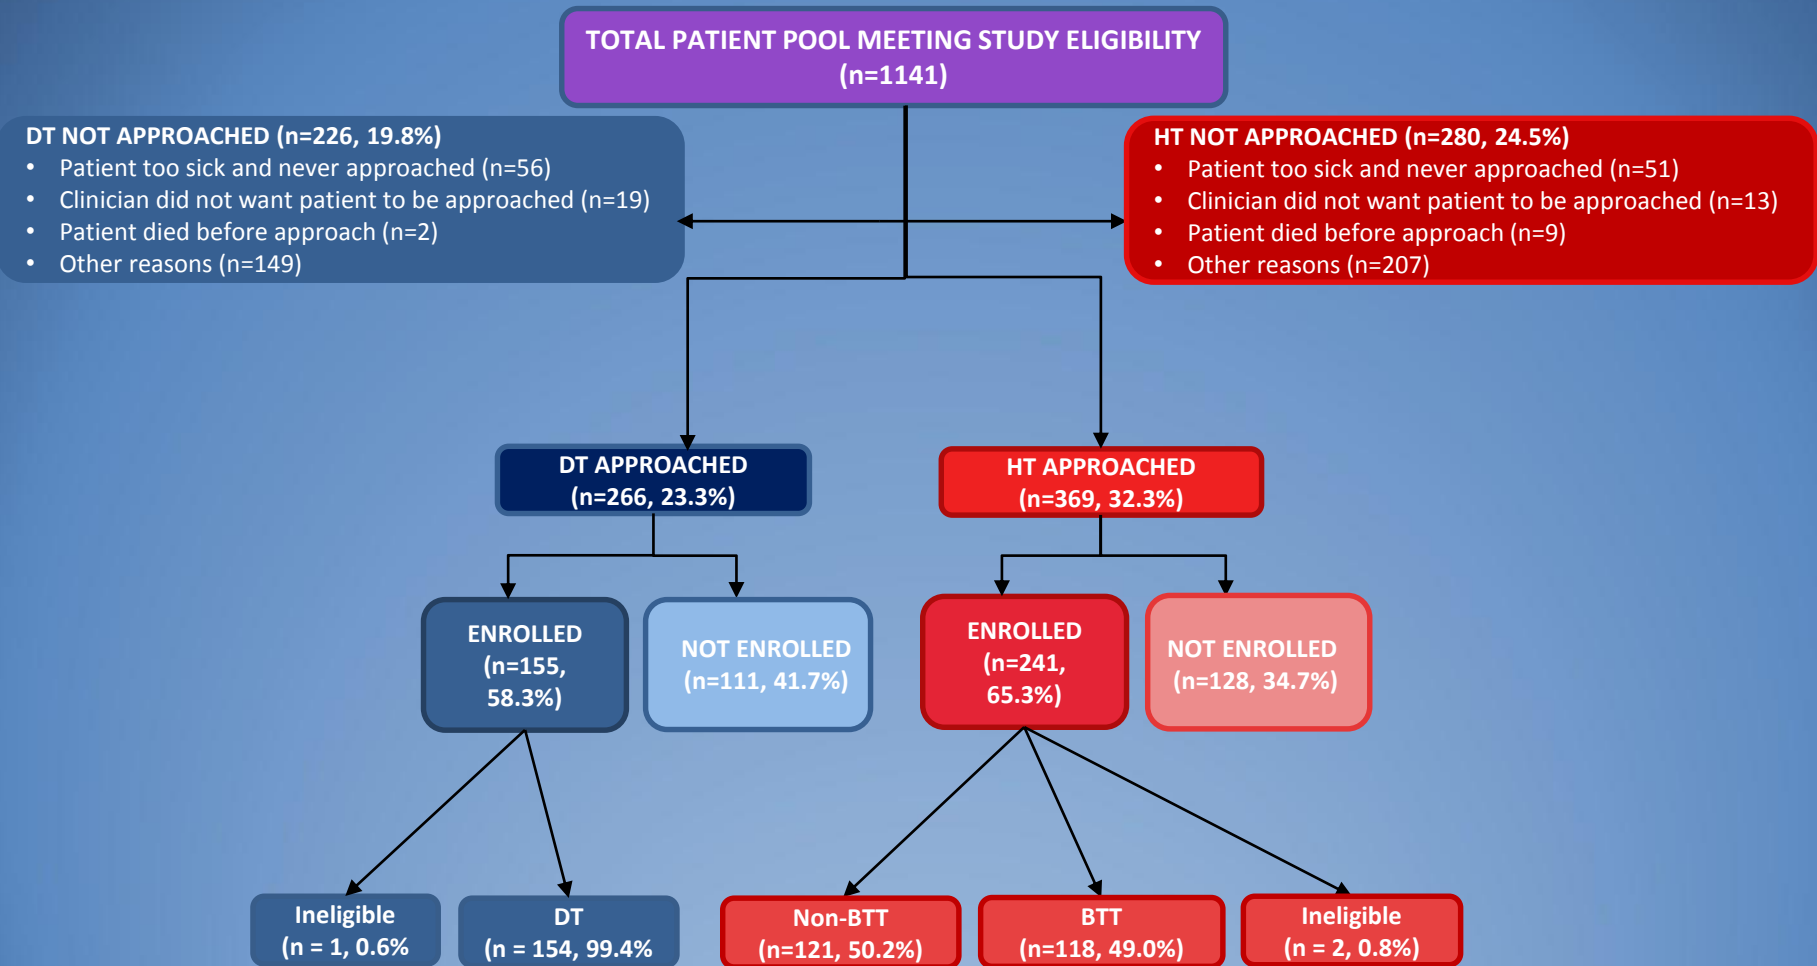 TOTAL PATIENT POOL MEETING STUDY ELIGIBILITY
(n=1141)
DT NOT APPROACHED (n=226, 19.8%)
• Patient too sick and never approached (n=56)
• Clinician did not want patient to be approached (n=19)
• Patient died before approach (n=2)
• Other reasons (n=149)
HT NOT APPROACHED (n=280, 24.5%)
• Patient too sick and never approached (n=51)
• Clinician did not want patient to be approached (n=13)
• Patient died before approach (n=9)
• Other reasons (n=207)
DT APPROACHED
(n=266, 23.3%)
HT APPROACHED
(n=369, 32.3%)
ENROLLED
(n=155,
58.3%)
NOT ENROLLED
(n=111, 41.7%)
ENROLLED
(n=241,
65.3%)
NOT ENROLLED
(n=128, 34.7%)
Ineligible
(n = 1, 0.6%
DT
(n = 154, 99.4%
Non-BTT
(n=121, 50.2%)
BTT
(n=118, 49.0%)
Ineligible
(n = 2, 0.8%)